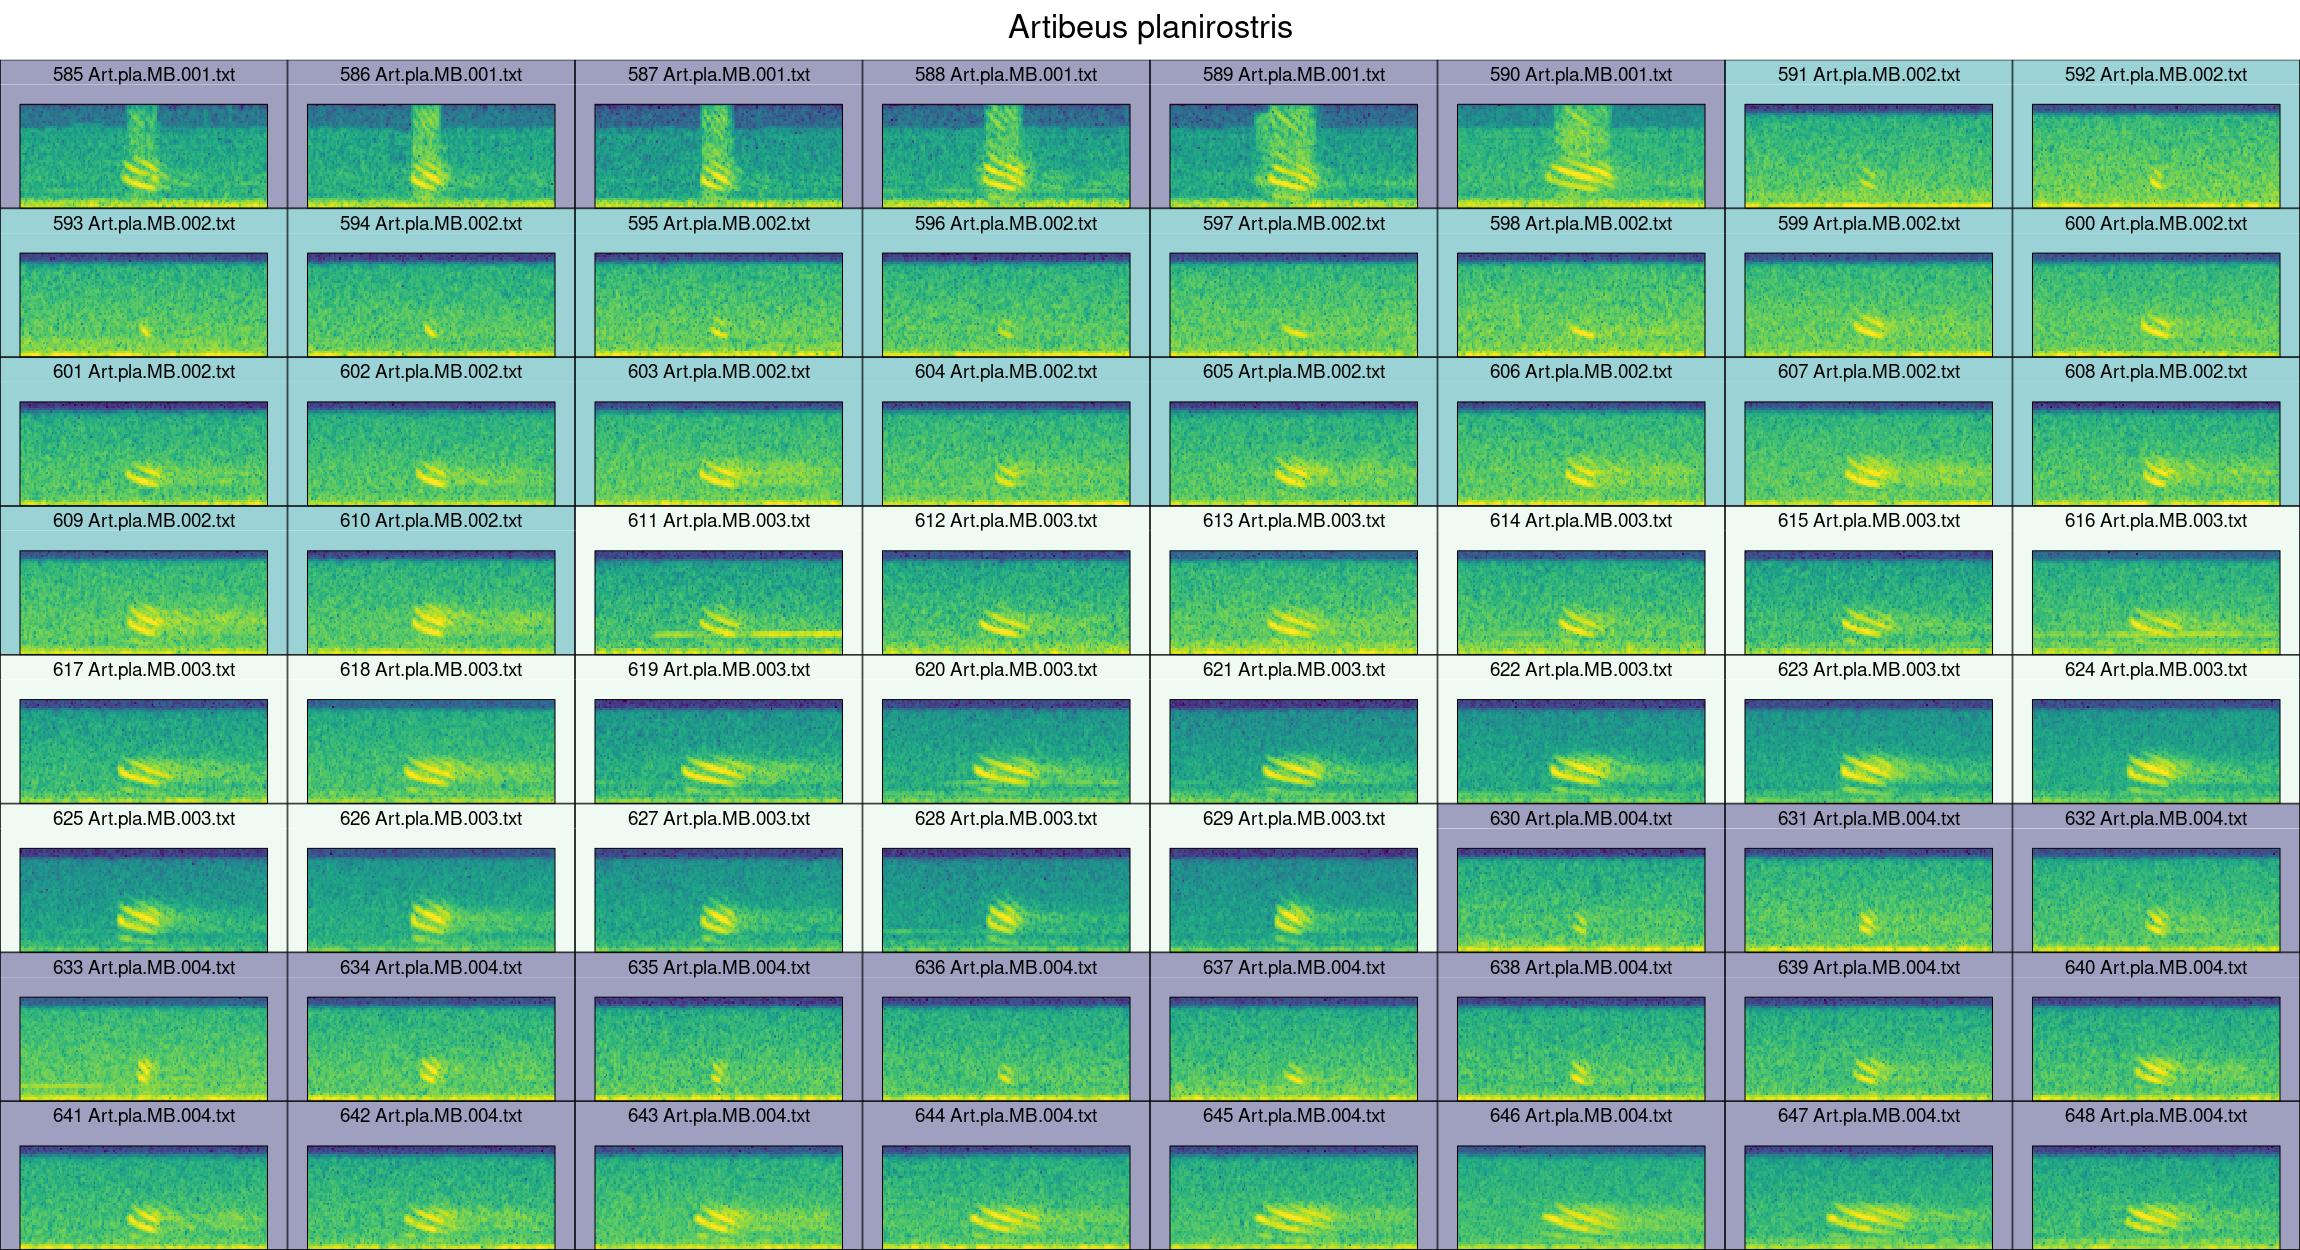 Artibeus planirostris
585 Art.pla.MB.001.txt 586 Art.pla.MB.001.txt 587 Art.pla.MB.001.txt 588 Art.pla.MB.001.txt 589 Art.pla.MB.001.txt 590 Art.pla.MB.001.txt 591 Art.pla.MB.002.txt 592 Art.pla.MB.002.txt
593 Art.pla.MB.002.txt 594 Art.pla.MB.002.txt 595 Art.pla.MB.002.txt 596 Art.pla.MB.002.txt 597 Art.pla.MB.002.txt 598 Art.pla.MB.002.txt 599 Art.pla.MB.002.txt 600 Art.pla.MB.002.txt
601 Art.pla.MB.002.txt 602 Art.pla.MB.002.txt 603 Art.pla.MB.002.txt 604 Art.pla.MB.002.txt 605 Art.pla.MB.002.txt 606 Art.pla.MB.002.txt 607 Art.pla.MB.002.txt 608 Art.pla.MB.002.txt
609 Art.pla.MB.002.txt 610 Art.pla.MB.002.txt 611 Art.pla.MB.003.txt 612 Art.pla.MB.003.txt 613 Art.pla.MB.003.txt 614 Art.pla.MB.003.txt 615 Art.pla.MB.003.txt 616 Art.pla.MB.003.txt
617 Art.pla.MB.003.txt 618 Art.pla.MB.003.txt 619 Art.pla.MB.003.txt 620 Art.pla.MB.003.txt 621 Art.pla.MB.003.txt 622 Art.pla.MB.003.txt 623 Art.pla.MB.003.txt 624 Art.pla.MB.003.txt
625 Art.pla.MB.003.txt 626 Art.pla.MB.003.txt 627 Art.pla.MB.003.txt 628 Art.pla.MB.003.txt 629 Art.pla.MB.003.txt 630 Art.pla.MB.004.txt 631 Art.pla.MB.004.txt 632 Art.pla.MB.004.txt
633 Art.pla.MB.004.txt 634 Art.pla.MB.004.txt 635 Art.pla.MB.004.txt 636 Art.pla.MB.004.txt 637 Art.pla.MB.004.txt 638 Art.pla.MB.004.txt 639 Art.pla.MB.004.txt 640 Art.pla.MB.004.txt
641 Art.pla.MB.004.txt 642 Art.pla.MB.004.txt 643 Art.pla.MB.004.txt 644 Art.pla.MB.004.txt 645 Art.pla.MB.004.txt 646 Art.pla.MB.004.txt 647 Art.pla.MB.004.txt 648 Art.pla.MB.004.txt